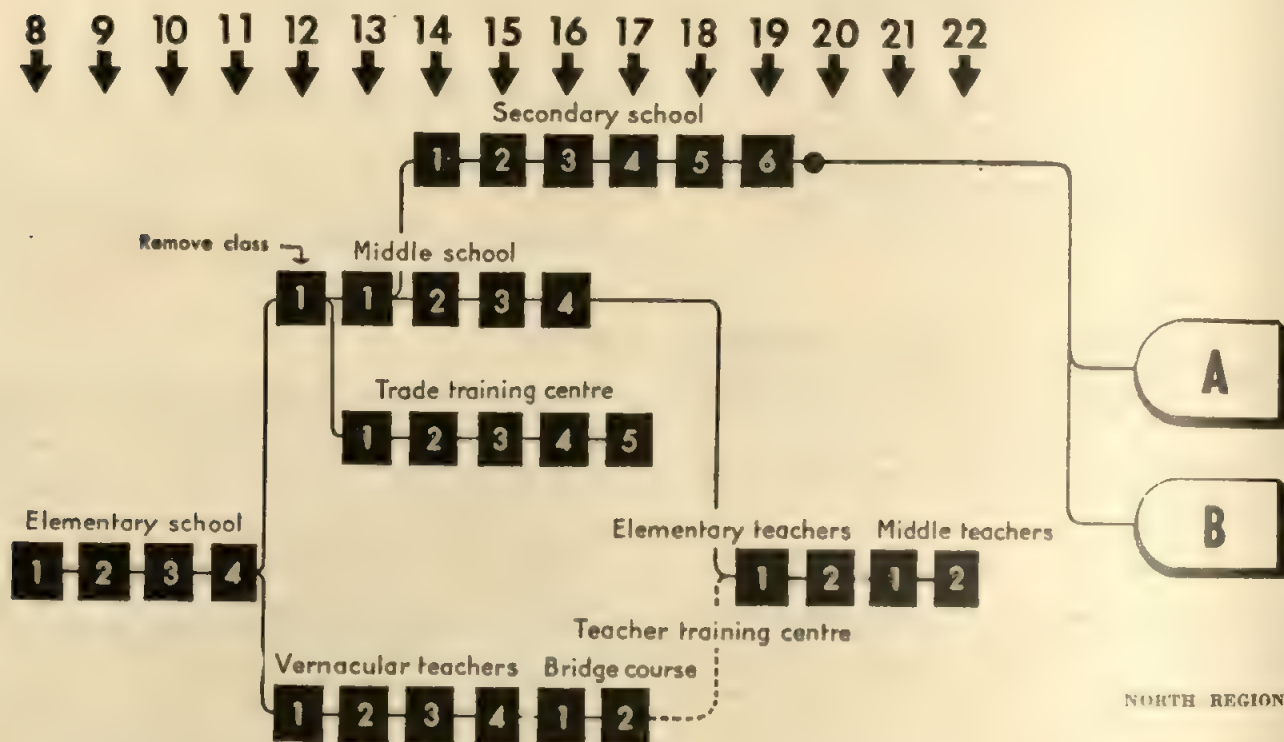 8 9 10 11 12 13 14 15 16 17 18 19 20 21 22
Secondary school
1 2 3 4 5 6
Remove class
Middle school
1 1 2 3 4
Trade training centre
1 2 3 4 5
A
Elementary school
1 2 3 4
Elementary teachers Middle teachers
1 2 1 2
B
Teacher training centre
Vernacular teachers Bridge course
1 2 3 4 1 2
NORTH REGION